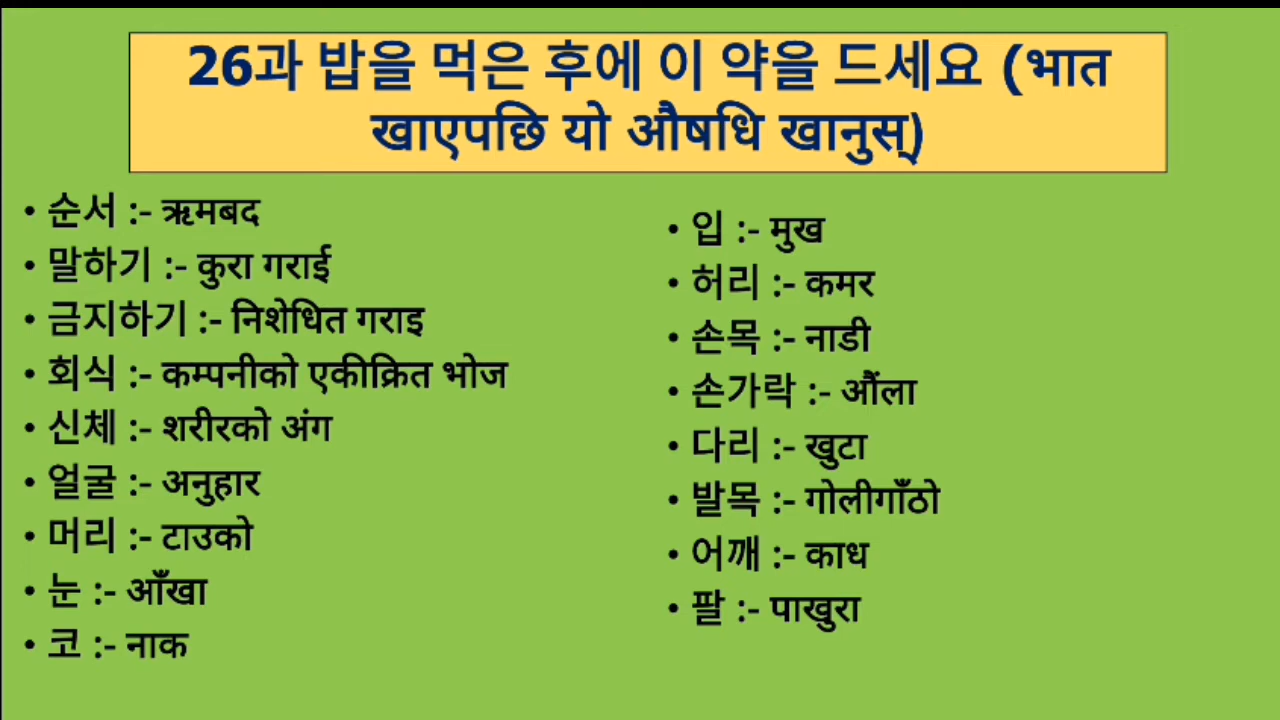 26과 밥을 먹은 후에 이 약을 드세요 (भात
खाएपछि यो औषधि खानुस्)
• 순서 :- ऋमबद
• 말하기 :- कुरा गराई
• 금지하기 :- निशेधित गराइ
• 회식 :- कम्पनीको एकीक्रित भोज
• 신체 :- शरीरको अंग
• 얼굴 :- अनुहार
• 머리 :- टाउको
• 눈 :- आँखा
• 코 :- नाक
• 입 :- मुख
• 허리 :- कमर
• 손목 :- नाडी
• 손가락 :- औंला
• 다리 :- खुटा
• 발목 :- गोलीगाँठो
• 어깨 :- काध
• 팔 :- पाखुरा